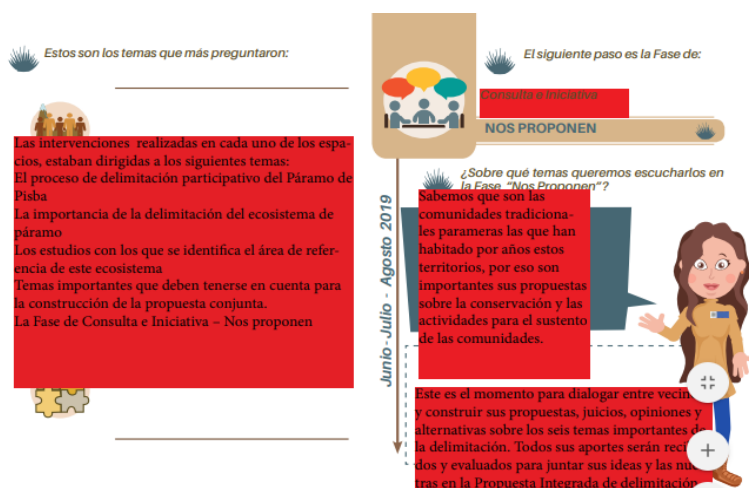 Estos son los temas que más preguntaron:
Las intervenciones realizadas en cada uno de los espa-
cios, estaban dirigidas a los siguientes temas:
El proceso de delimitación participativo del Páramo de
Pisba
La importancia de la delimitación del ecosistema de
páramo
Los estudios con los que se identifica el área de refer-
encia de este ecosistema
Temas importantes que deben tenerse en cuenta para
la construcción de la propuesta conjunta.
La Fase de Consulta e Iniciativa – Nos proponen
El siguiente paso es la Fase de:
Consulta e Iniciativa
NOS PROPONEN
Junio - Julio - Agosto 2019
¿Sobre qué temas queremos escucharlos en
la Fase "Nos Proponen"?
Sabemos que son las
comunidades tradiciona-
les parameras las que han
habitado por años estos
territorios, por eso son
importantes sus propuestas
sobre la conservación y las
actividades para el sustento
de las comunidades.
Este es el momento para dialogar entre
y construir sus propuestas, juicios, opiniones y
alternativas sobre los seis temas importantes
la delimitación. Todos sus aportes serán
dos y evaluados para juntar sus ideas y las
tras en la Propuesta Integrada de delimitación